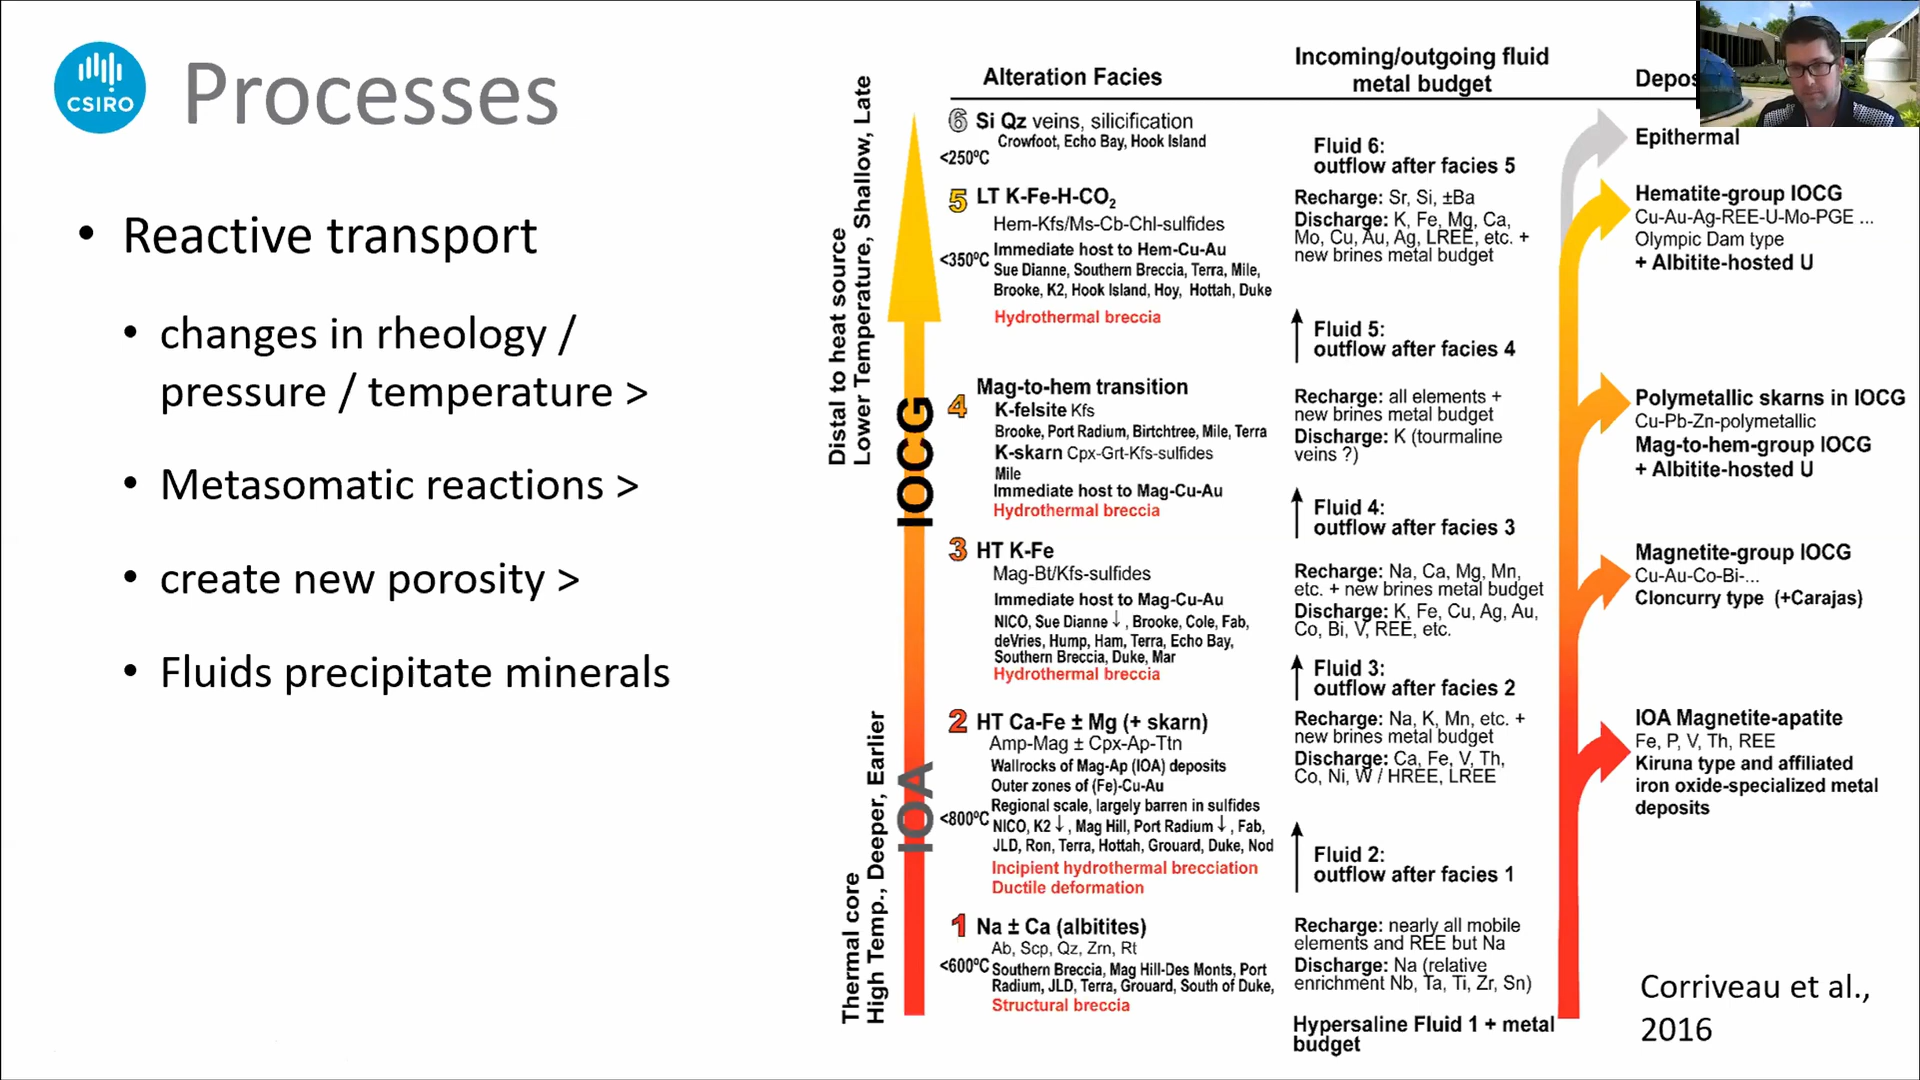 CSIRO
Processes
• Reactive transport
• changes in rheology /
pressure / temperature >
• Metasomatic reactions >
• create new porosity >
• Fluids precipitate minerals
Distal to heat source
Lower Temperature, Shallow, Late
Thermal core
High Temp., Deeper, Earlier
IOCG
IOA
Alteration Facies
6 Si Qz veins, silicification
Crowfoot, Echo Bay, Hook Island
<250ºC
5 LT K-Fe-H-CO₂
Hem-Kfs/Ms-Cb-Chl-sulfides
Immediate host to Hem-Cu-Au
<350ºC
Sue Dianne, Southern Breccia, Terra, Mile,
Brooke, K2, Hook Island, Hoy, Hottah, Duke
Hydrothermal breccia
Mag-to-hem transition
4 K-felsite Kfs
Brooke, Port Radium, Birtchtree, Mile, Terra
K-skarn Cpx-Grt-Kfs-sulfides
Mile
Immediate host to Mag-Cu-Au
Hydrothermal breccia
3 HT K-Fe
Mag-Bt/Kfs-sulfides
Immediate host to Mag-Cu-Au
NICO, Sue Dianne ↓, Brooke, Cole, Fab,
deVries, Hump, Ham, Terra, Echo Bay,
Southern Breccia, Duke, Mar
Hydrothermal breccia
2 HT Ca-Fe ± Mg (+ skarn)
Amp-Mag ± Cpx-Ap-Ttn
Wallrocks of Mag-Ap (IOA) deposits
Outer zones of (Fe)-Cu-Au
Regional scale, largely barren in sulfides
<800ºC
NICO, K2 ↓, Mag Hill, Port Radium ↓, Fab,
JLD, Ron, Terra, Hottah, Grouard, Duke, Nod
Incipient hydrothermal brecciation
Ductile deformation
1 Na ± Ca (albitites)
Ab, Scp, Qz, Zrn, Rt
<600ºC
Southern Breccia, Mag Hill-Des Monts, Port
Radium, JLD, Terra, Grouard, South of Duke,
Structural breccia
Incoming/outgoing fluid
metal budget
Fluid 6:
outflow after facies 5
Recharge: Sr, Si, ±Ba
Discharge: K, Fe, Mg, Ca,
Mo, Cu, Au, Ag, LREE, etc. +
new brines metal budget
Fluid 5:
outflow after facies 4
Recharge: all elements +
new brines metal budget
Discharge: K (tourmaline
veins ?)
Fluid 4:
outflow after facies 3
Recharge: Na, Ca, Mg, Mn,
etc. + new brines metal budget
Discharge: K, Fe, Cu, Ag, Au,
Co, Bi, V, REE, etc.
Fluid 3:
outflow after facies 2
Recharge: Na, K, Mn, etc. +
new brines metal budget
Discharge: Ca, Fe, V, Th,
Co, Ni, W / HREE, LREE
Fluid 2:
outflow after facies 1
Recharge: nearly all mobile
elements and REE but Na
Discharge: Na (relative
enrichment Nb, Ta, Ti, Zr, Sn)
Hypersaline Fluid 1 + metal
budget
Epithermal
Hematite-group IOCG
Cu-Au-Ag-REE-U-Mo-PGE ...
Olympic Dam type
+ Albitite-hosted U
Polymetallic skarns in IOCG
Cu-Pb-Zn-polymetallic
Mag-to-hem-group IOCG
+ Albitite-hosted U
Magnetite-group IOCG
Cu-Au-Co-Bi-...
Cloncurry type (+Carajas)
IOA Magnetite-apatite
Fe, P, V, Th, REE
Kiruna type and affiliated
iron oxide-specialized metal
deposits
Corriveau et al.,
2016